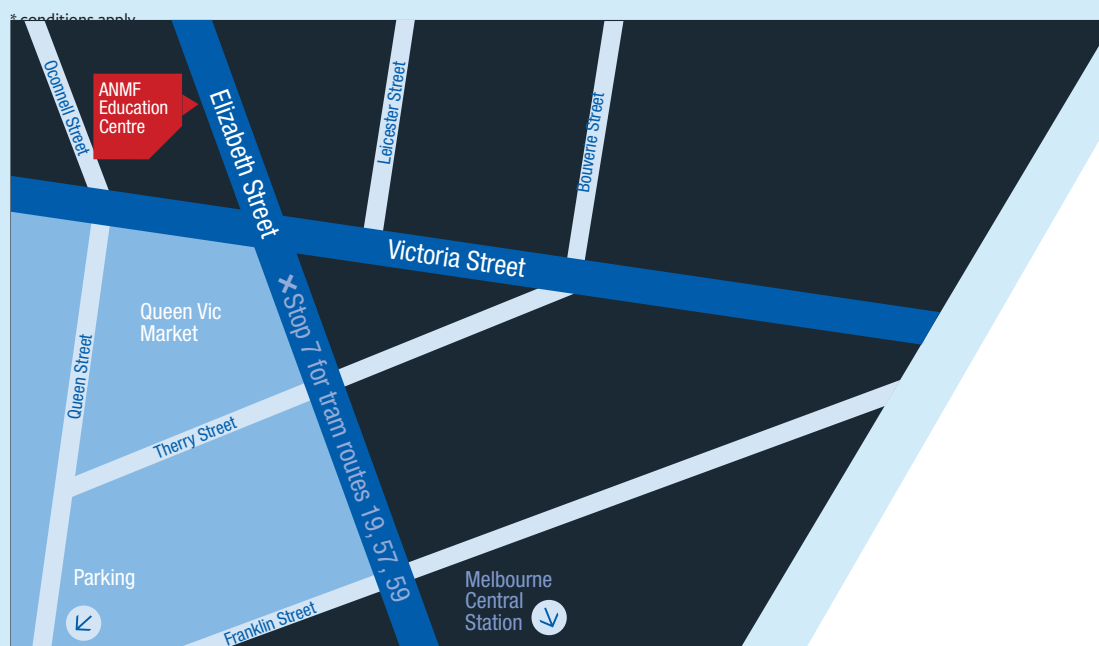 * conditions apply
Oconnell Street
ANMF
Education
Centre
Elizabeth Street
Leicester Street
Bouverie Street
Victoria Street
Queen Vic
Market
Stop 7 for tram routes 19, 57, 59
Queen Street
Therry Street
Parking
Franklin Street
Melbourne
Central
Station